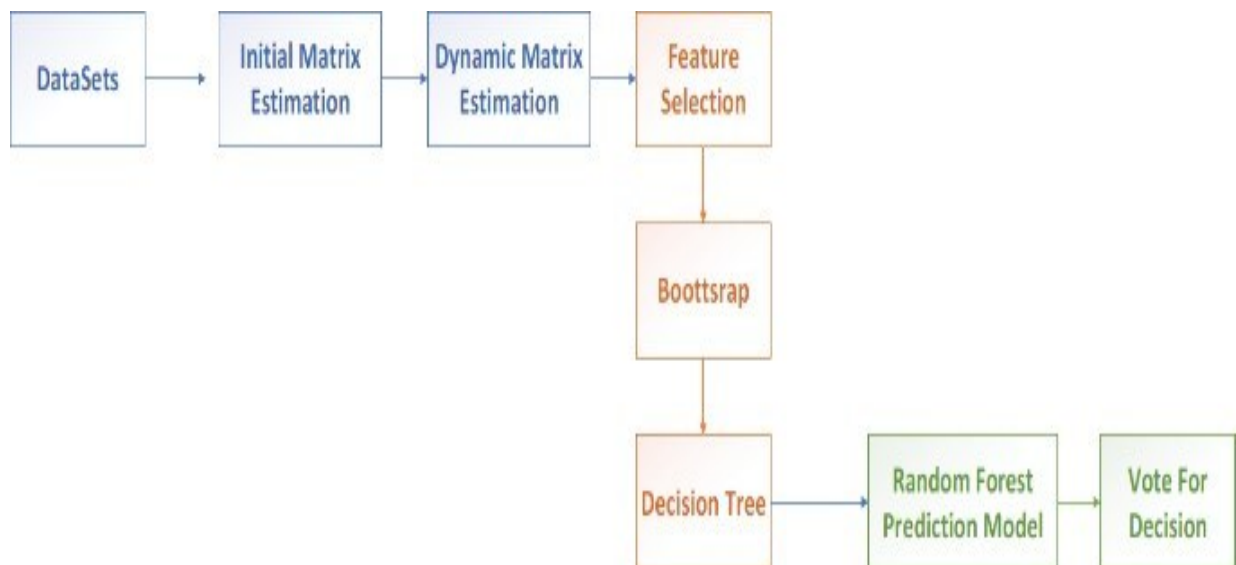 DataSets
Initial Matrix
Estimation
Dynamic Matrix
Estimation
Feature
Selection
Boottsrap
Decision Tree
Random Forest
Prediction Model
Vote For
Decision